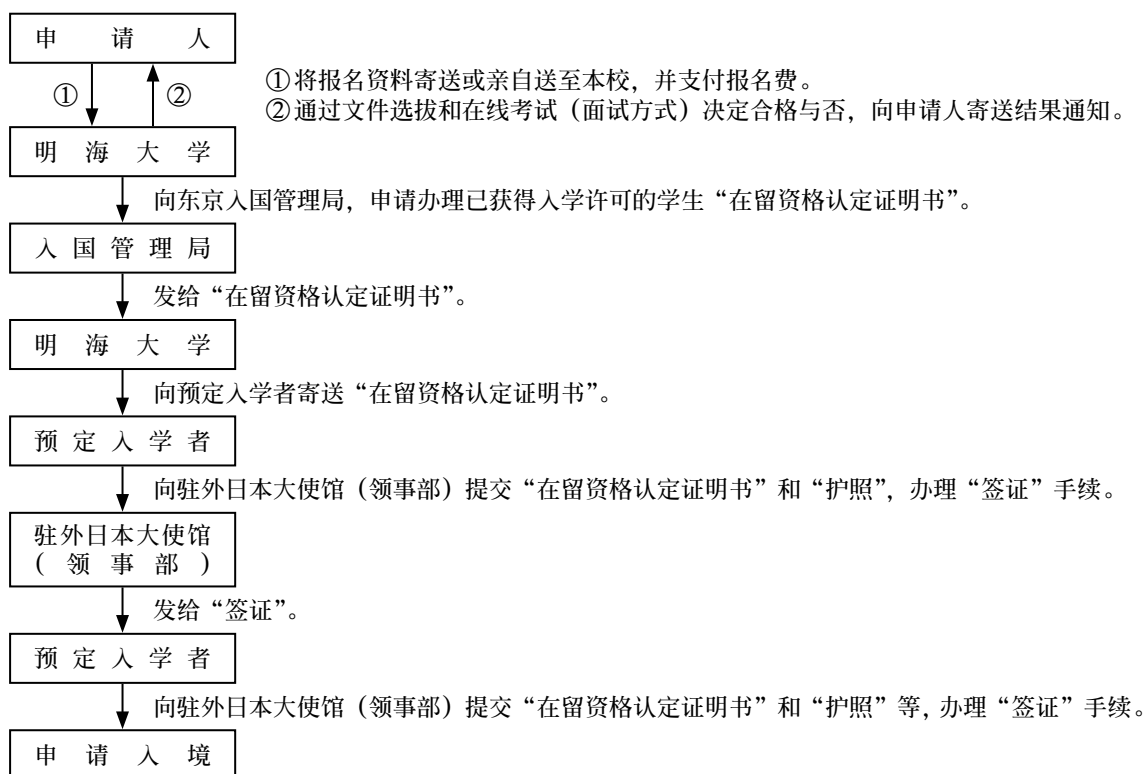 申请人
① ②
①将报名资料寄送或亲自送至本校，并支付报名费。
②通过文件选拔和在线考试（面试方式）决定合格与否，向申请人寄送结果通知。
明海大学
向东京入国管理局，申请办理已获得入学许可的学生“在留资格认定证明书”。
入国管理局
发给“在留资格认定证明书”。
明海大学
向预定入学者寄送“在留资格认定证明书”。
预定入学者
向驻外日本大使馆（领事部）提交“在留资格认定证明书”和“护照”，办理“签证”手续。
驻外日本大使馆
（领事部）
发给“签证”。
预定入学者
向驻外日本大使馆（领事部）提交“在留资格认定证明书”和“护照”等，办理“签证”手续。
申请入境